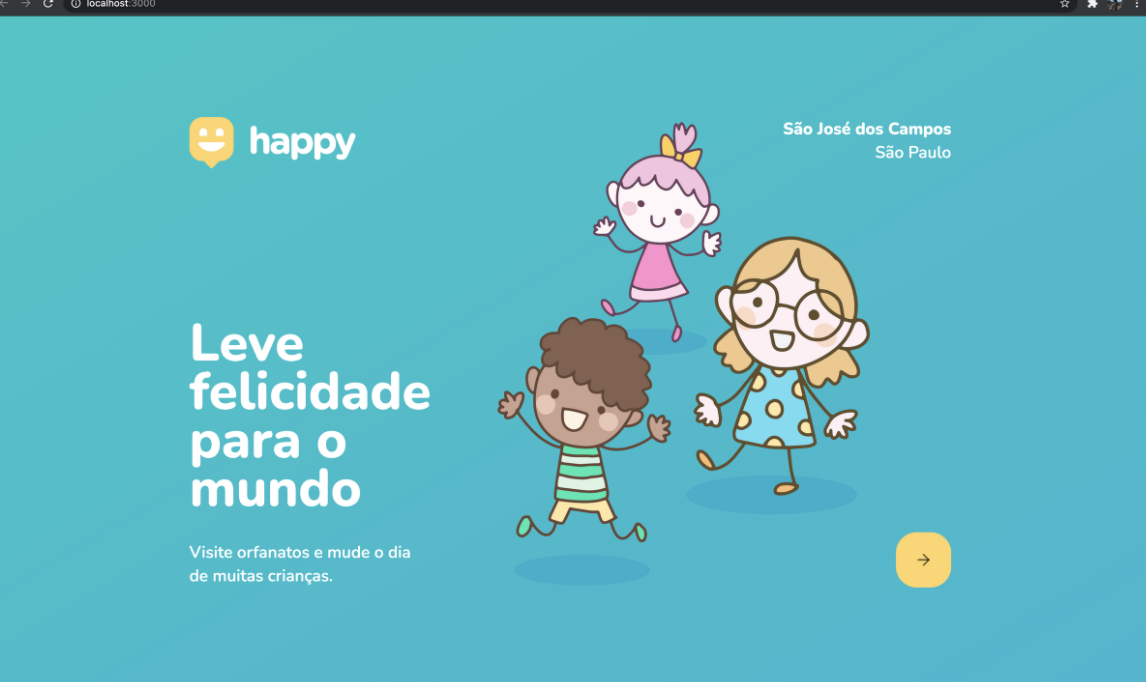 localhost:3000
happy
São José dos Campos
São Paulo
Leve
felicidade
para o
mundo
Visite orfanatos e mude o dia
de muitas crianças.